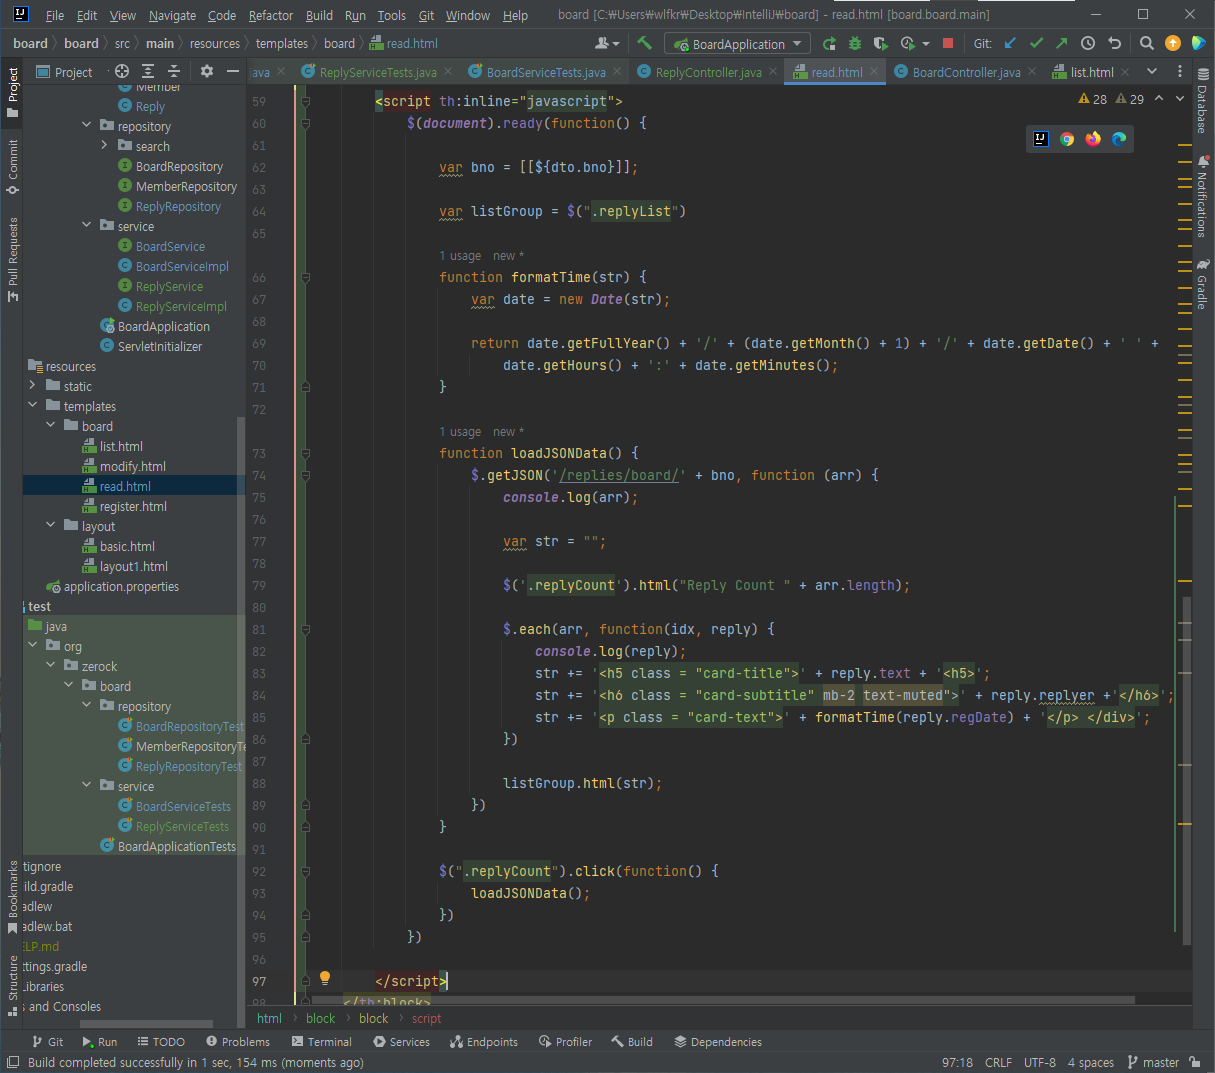 File Edit View Navigate Code Refactor Build Run Tools Git Window Help board [C:₩Users₩wlfkr₩Desktop₩IntelliJ₩board] - read.html [board.board.main]
board > board > src > main > resources > templates > board > read.html BoardApplication Git:
Project java ReplyServiceTests.java BoardServiceTests.java ReplyController.java read.html BoardController.java list.html
Project
Commit
Pull Requests
Bookmarks
Structure
Member
Reply
repository
search
BoardRepository
MemberRepository
ReplyRepository
service
BoardService
BoardServiceImpl
ReplyService
ReplyServiceImpl
BoardApplication
ServletInitializer
resources
static
templates
board
list.html
modify.html
read.html
register.html
layout
basic.html
layout1.html
application.properties
test
java
org
zerock
board
repository
BoardRepositoryTest
MemberRepositoryTe
ReplyRepositoryTest
service
BoardServiceTests
ReplyServiceTests
BoardApplicationTests
tignore
ild.gradle
adlew
adlew.bat
ELP.md
ttings.gradle
Libraries
s and Consoles
28 29
59 <script th:inline="javascript">
60 $(document).ready(function() {
61
62 var bno = [[${dto.bno}]];
63
64 var listGroup = $(".replyList")
65
1 usage new *
66 function formatTime(str) {
67 var date = new Date(str);
68
69 return date.getFullYear() + '/' + (date.getMonth() + 1) + '/' + date.getDate() + ' ' +
70 date.getHours() + ':' + date.getMinutes();
71 }
72
1 usage new *
73 function loadJSONData() {
74 $.getJSON('/replies/board/' + bno, function (arr) {
75 console.log(arr);
76
77 var str = "";
78
79 $('.replyCount').html("Reply Count " + arr.length);
80
81 $.each(arr, function(idx, reply) {
82 console.log(reply);
83 str += '<h5 class = "card-title">' + reply.text + '<h5>';
84 str += '<h6 class = "card-subtitle" mb-2 text-muted">' + reply.replyer +'</h6>';
85 str += '<p class = "card-text">' + formatTime(reply.regDate) + '</p> </div>';
86 })
87
88 listGroup.html(str);
89 })
90 }
91
92 $(".replyCount").click(function() {
93 loadJSONData();
94 })
95 })
96
97 </script>
98 </th:block>
Database
Notifications
Gradle
html > block > block > script
Git Run TODO Problems Terminal Services Endpoints Profiler Build Dependencies
Build completed successfully in 1 sec, 154 ms (moments ago) 97:18 CRLF UTF-8 4 spaces master